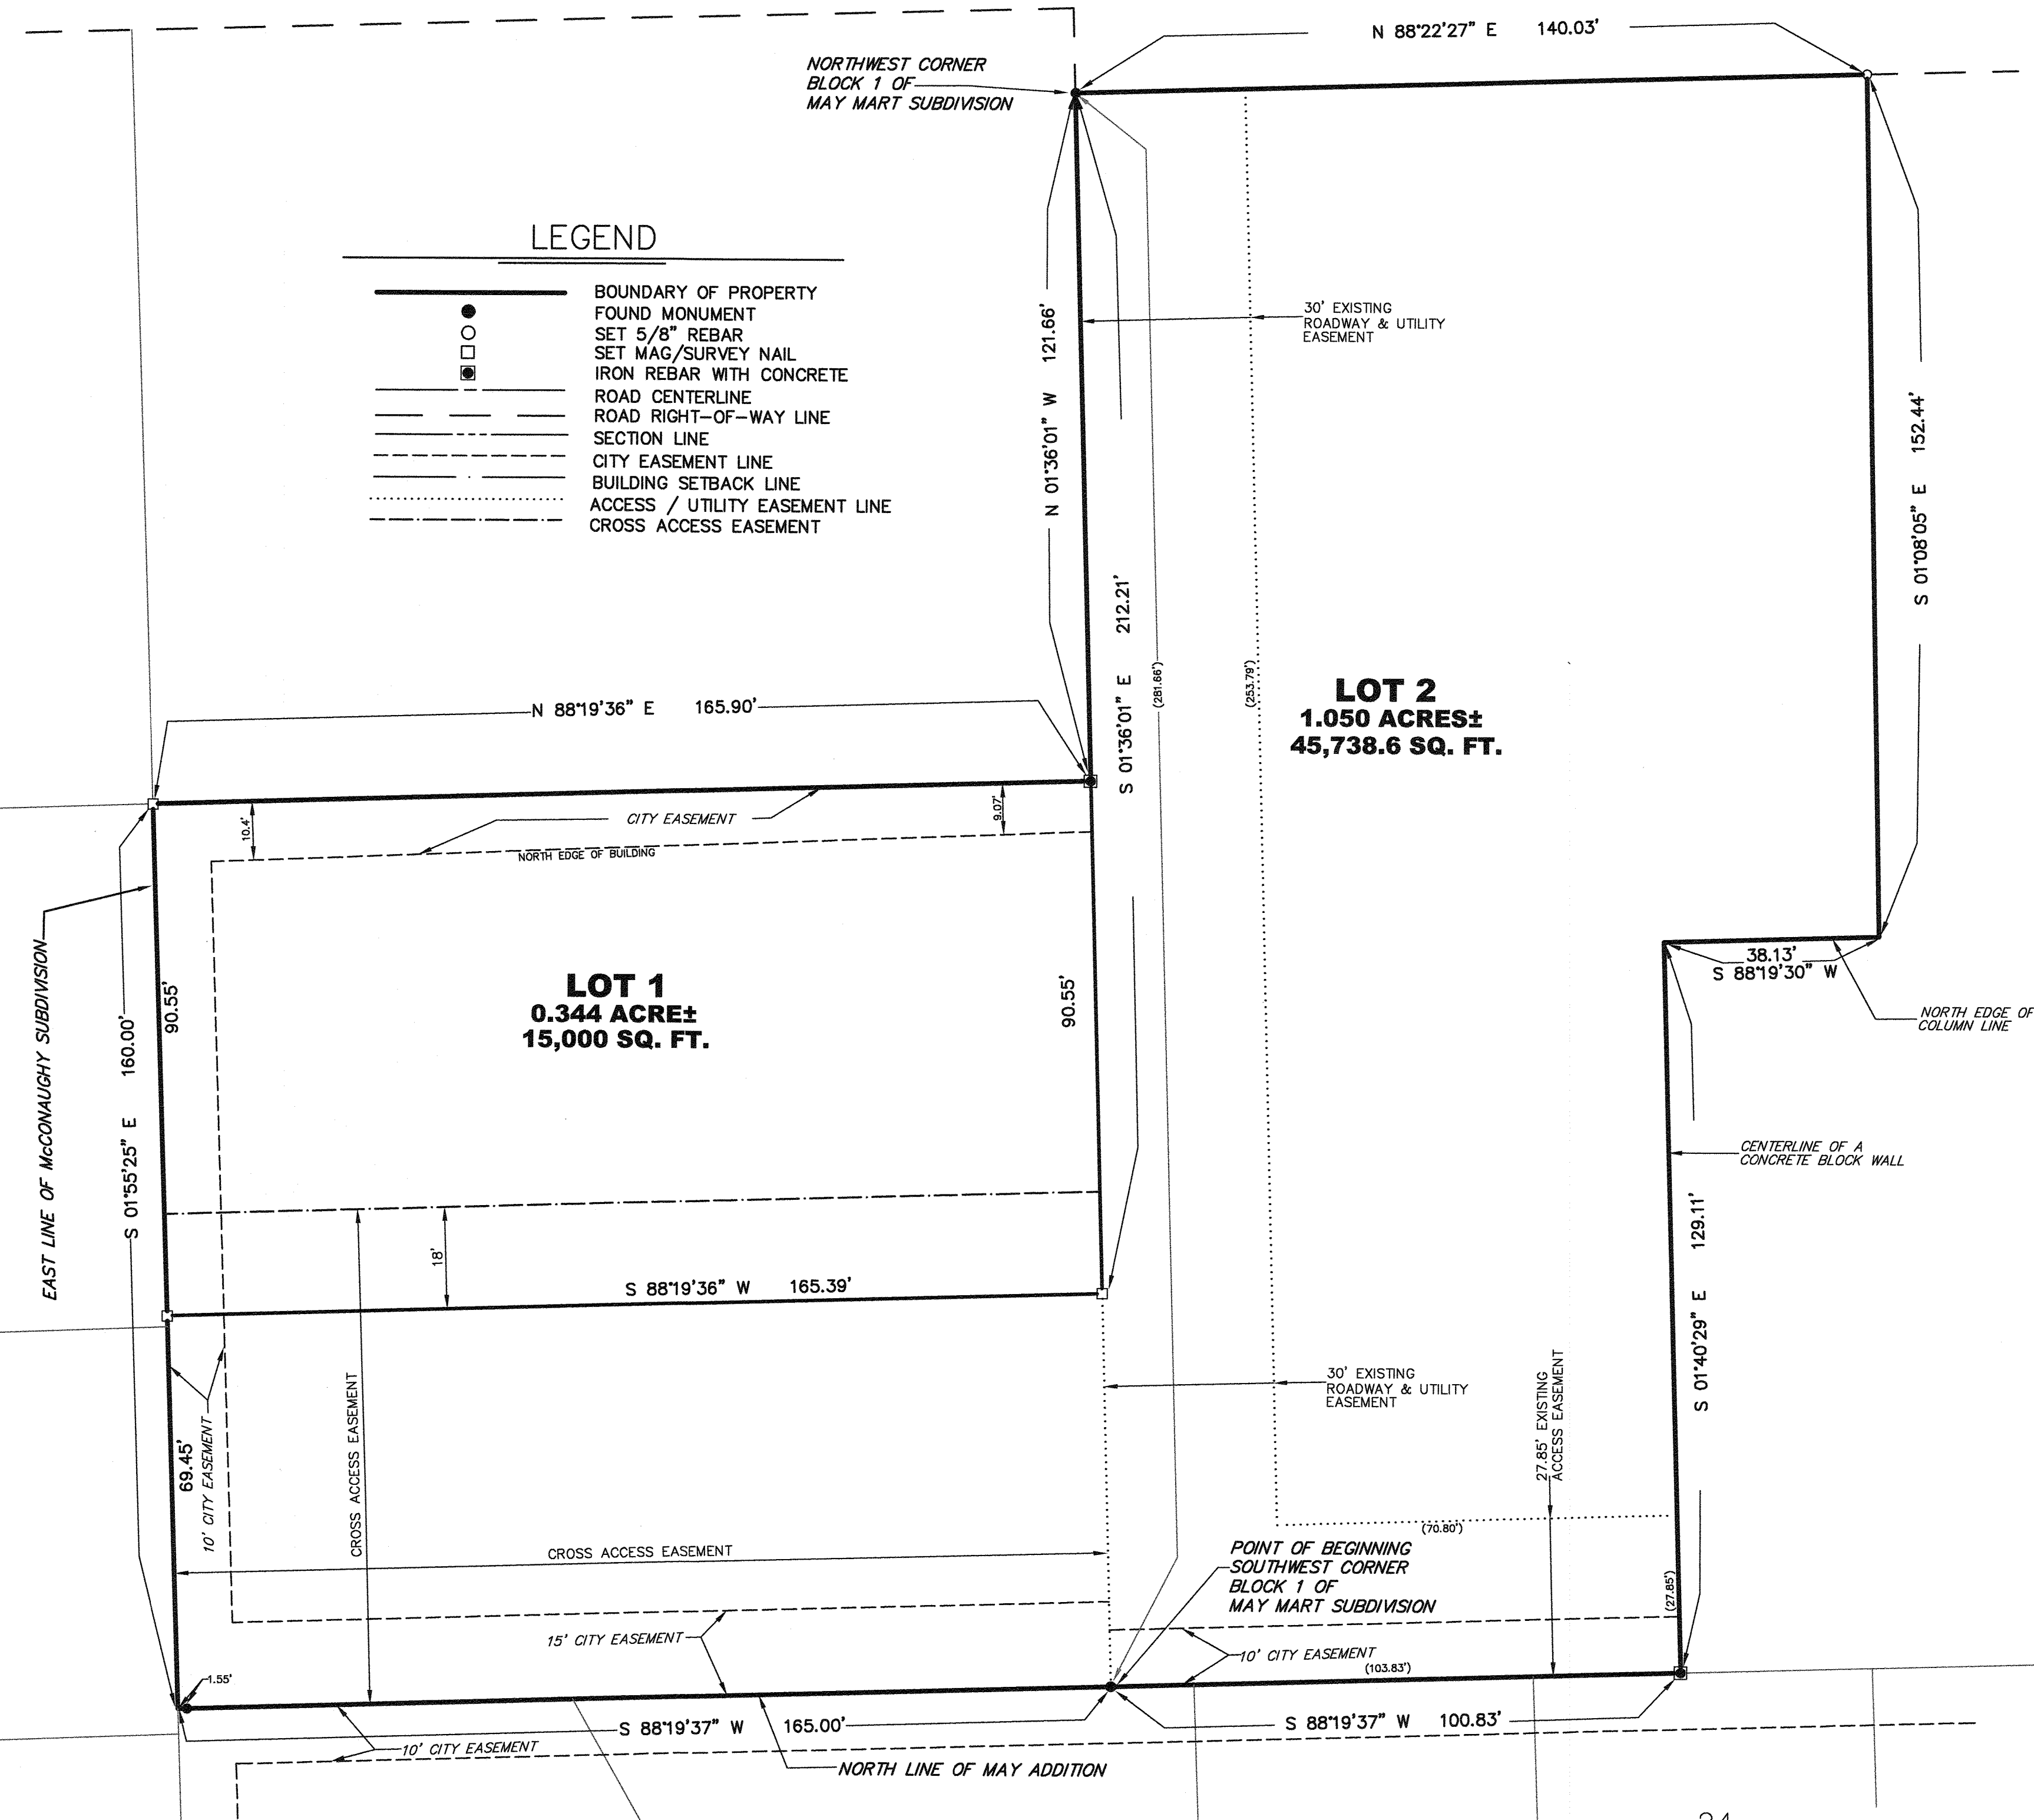 N 88°22'27" E 140.03'
NORTHWEST CORNER
BLOCK 1 OF
MAY MART SUBDIVISION
LEGEND
BOUNDARY OF PROPERTY
FOUND MONUMENT
SET 5/8" REBAR
SET MAG/SURVEY NAIL
IRON REBAR WITH CONCRETE
ROAD CENTERLINE
ROAD RIGHT-OF-WAY LINE
SECTION LINE
CITY EASEMENT LINE
BUILDING SETBACK LINE
ACCESS / UTILITY EASEMENT LINE
CROSS ACCESS EASEMENT
N 01°36'01" W 121.66'
S 01°36'01" E 212.21'
(281.66')
(253.79')
30' EXISTING
ROADWAY & UTILITY
EASEMENT
S 01°08'05" E 152.44'
LOT 2
1.050 ACRES±
45,738.6 SQ. FT.
N 88°19'36" E 165.90'
10.4'
CITY EASEMENT
9.07'
NORTH EDGE OF BUILDING
EAST LINE OF McCONAUGHY SUBDIVISION
S 01°55'25" E 160.00'
90.55'
LOT 1
0.344 ACRE±
15,000 SQ. FT.
90.55'
38.13'
S 88°19'30" W
NORTH EDGE OF
COLUMN LINE
CENTERLINE OF A
CONCRETE BLOCK WALL
S 01°40'29" E 129.11'
18'
S 88°19'36" W 165.39'
69.45'
10' CITY EASEMENT
CROSS ACCESS EASEMENT
30' EXISTING
ROADWAY & UTILITY
EASEMENT
27.85' EXISTING
ACCESS EASEMENT
(70.80')
CROSS ACCESS EASEMENT
POINT OF BEGINNING
SOUTHWEST CORNER
BLOCK 1 OF
MAY MART SUBDIVISION
(27.85')
15' CITY EASEMENT
10' CITY EASEMENT
(103.83')
1.55'
S 88°19'37" W 165.00'
S 88°19'37" W 100.83'
10' CITY EASEMENT
NORTH LINE OF MAY ADDITION